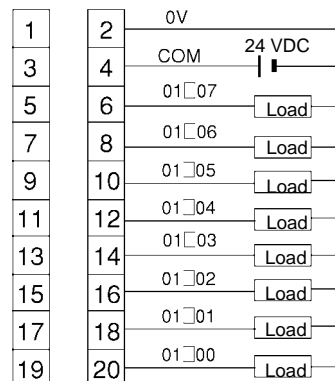 1 2 0V
3 4 COM 24 VDC
5 6 01□07 Load
7 8 01□06 Load
9 10 01□05 Load
11 12 01□04 Load
13 14 01□03 Load
15 16 01□02 Load
17 18 01□01 Load
19 20 01□00 Load